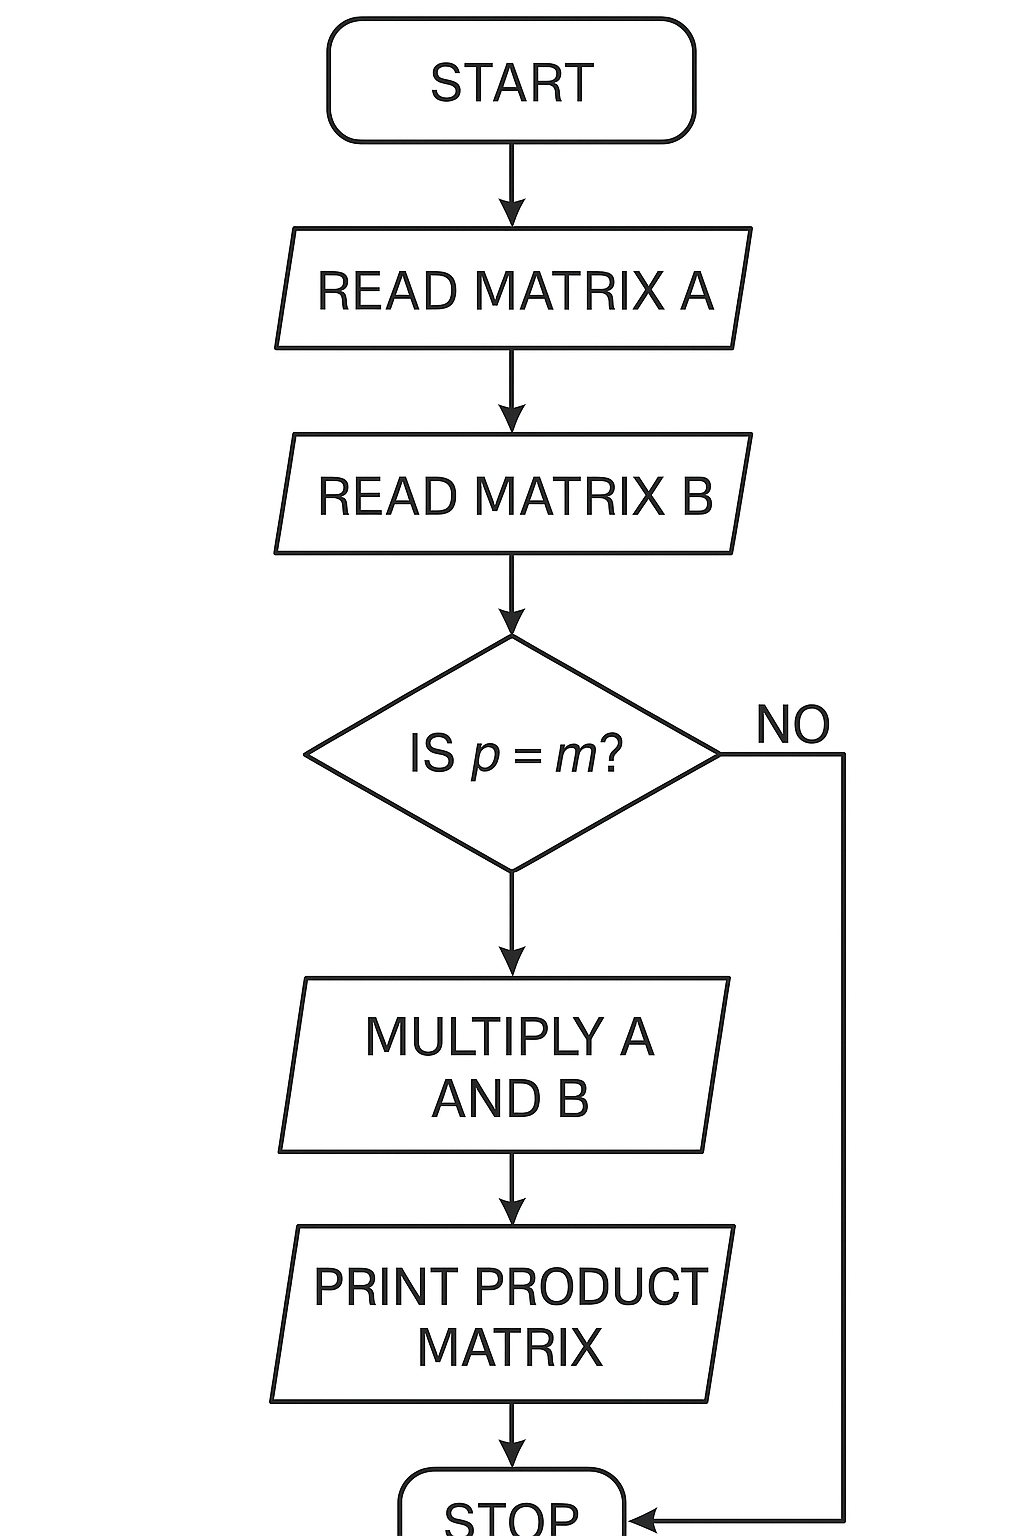 START
READ MATRIX A
READ MATRIX B
IS p = m?
NO
MULTIPLY A
AND B
PRINT PRODUCT
MATRIX
STOP